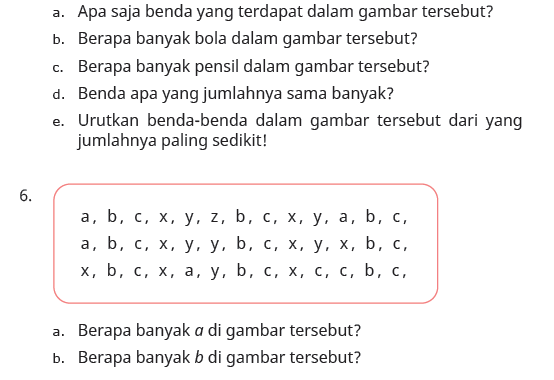 a. Apa saja benda yang terdapat dalam gambar tersebut?
b. Berapa banyak bola dalam gambar tersebut?
c. Berapa banyak pensil dalam gambar tersebut?
d. Benda apa yang jumlahnya sama banyak?
e. Urutkan benda-benda dalam gambar tersebut dari yang
jumlahnya paling sedikit!
6.
a, b, c, x, y, z, b, c, x, y, a, b, c,
a, b, c, x, y, y, b, c, x, y, x, b, c,
x, b, c, x, a, y, b, c, x, c, c, b, c,
a. Berapa banyak a di gambar tersebut?
b. Berapa banyak b di gambar tersebut?